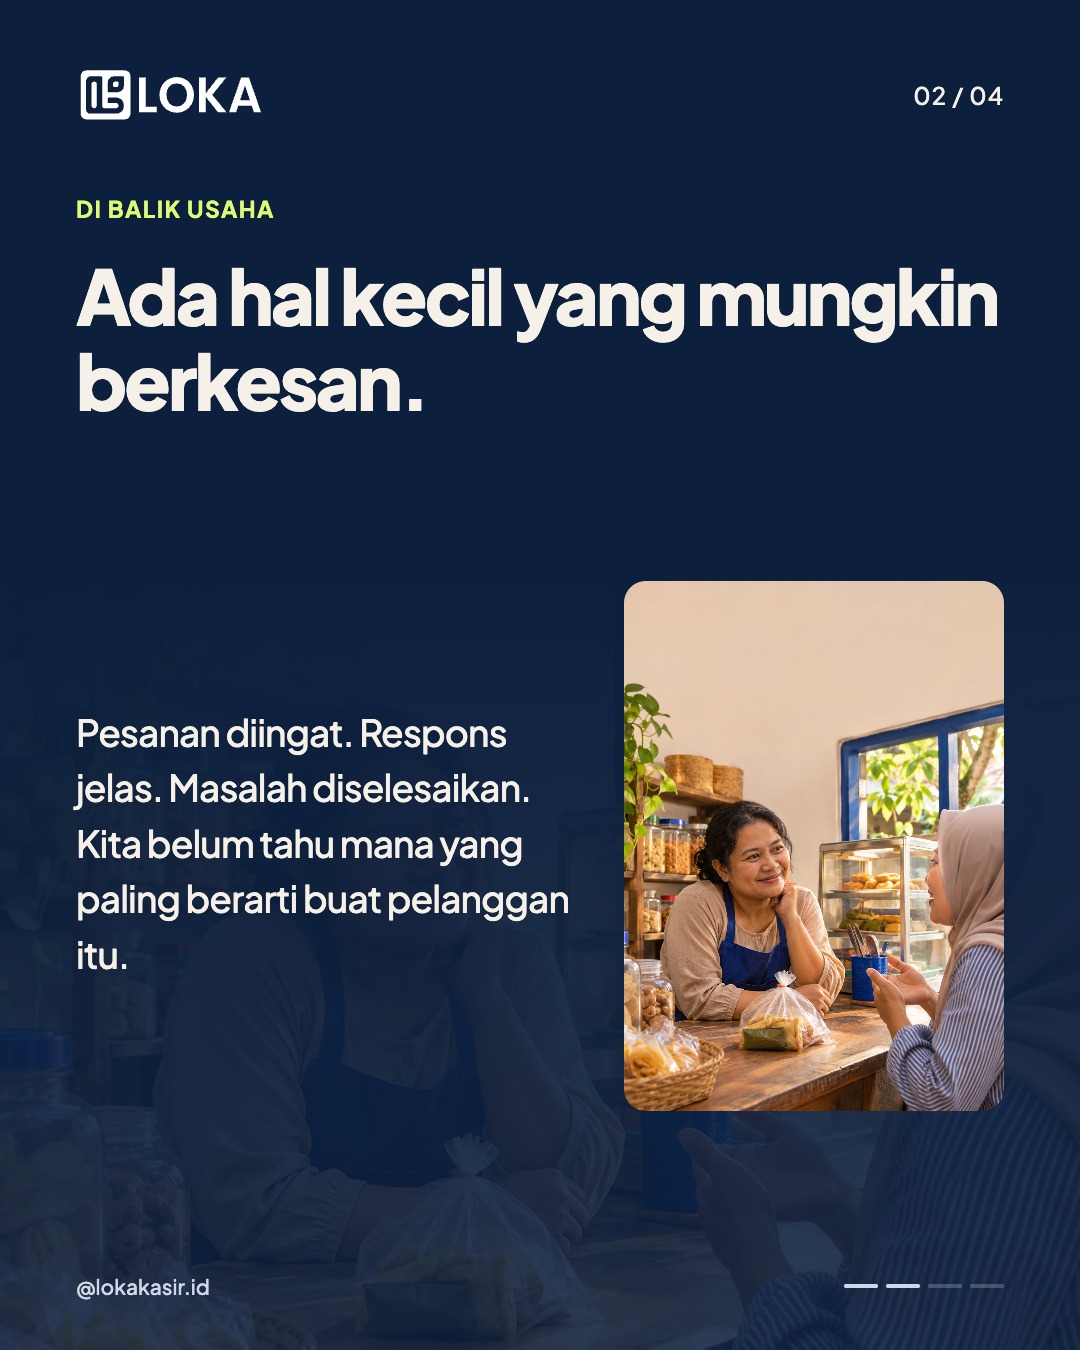 LOKA
02 / 04
DI BALIK USAHA
Ada hal kecil yang mungkin
berkesan.
Pesanan diingat. Respons
jelas. Masalah diselesaikan.
Kita belum tahu mana yang
paling berarti buat pelanggan
itu.
@lokakasir.id